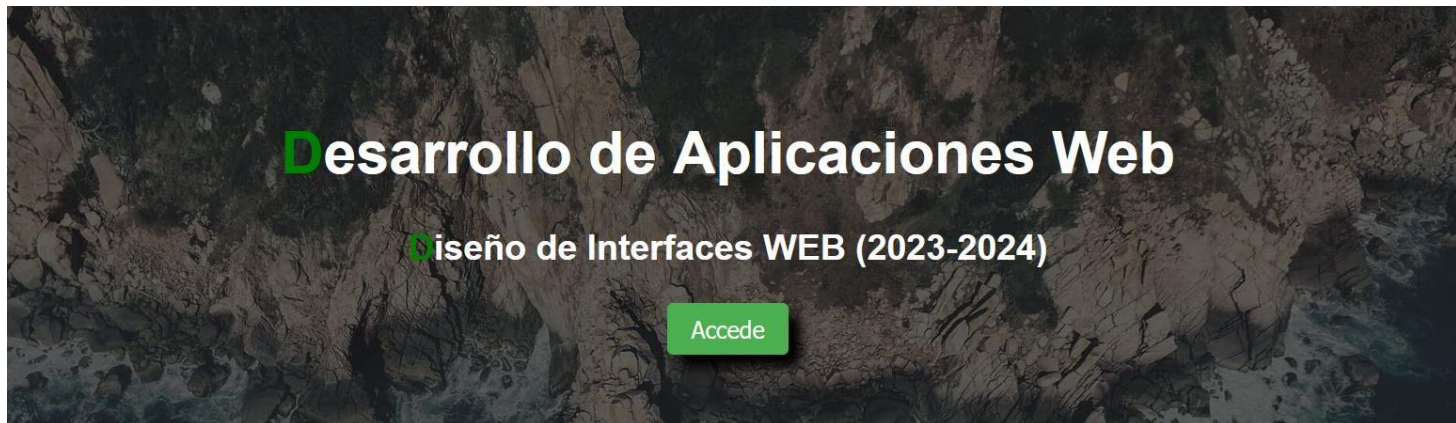 Desarrollo de Aplicaciones Web
Diseño de Interfaces WEB (2023-2024)
Accede